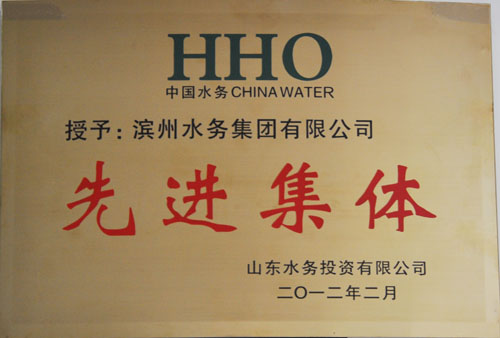 HHO
中国水务 CHINA WATER
授予：滨州水务集团有限公司
先进集体
山东水务投资有限公司
二〇一二年二月